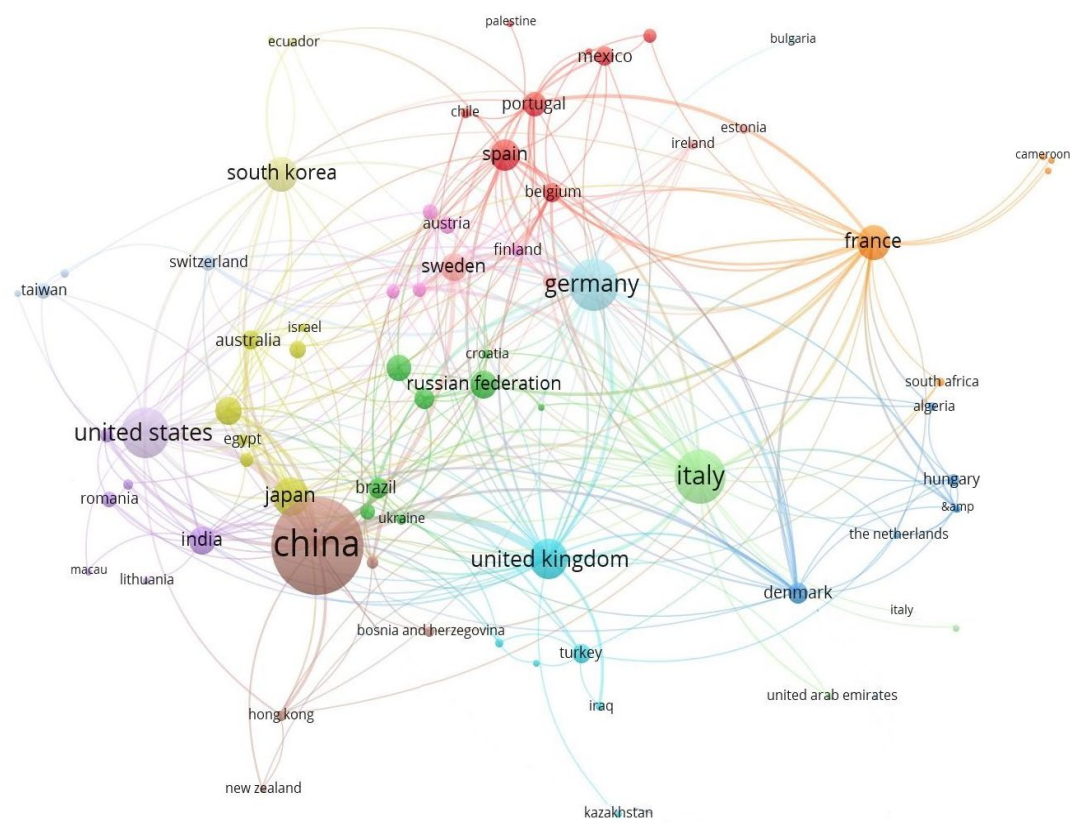 palestine
ecuador
bulgaria
mexico
portugal
chile
estonia
ireland
spain
cameroon
south korea
belgium
austria
france
finland
switzerland
sweden
germany
taiwan
israel
australia
croatia
russian federation
south africa
algeria
united states
egypt
italy
hungary
brazil
japan
romania
&amp
ukraine
the netherlands
india
china
united kingdom
macau
lithuania
denmark
italy
bosnia and herzegovina
turkey
united arab emirates
iraq
hong kong
new zealand
kazakhstan